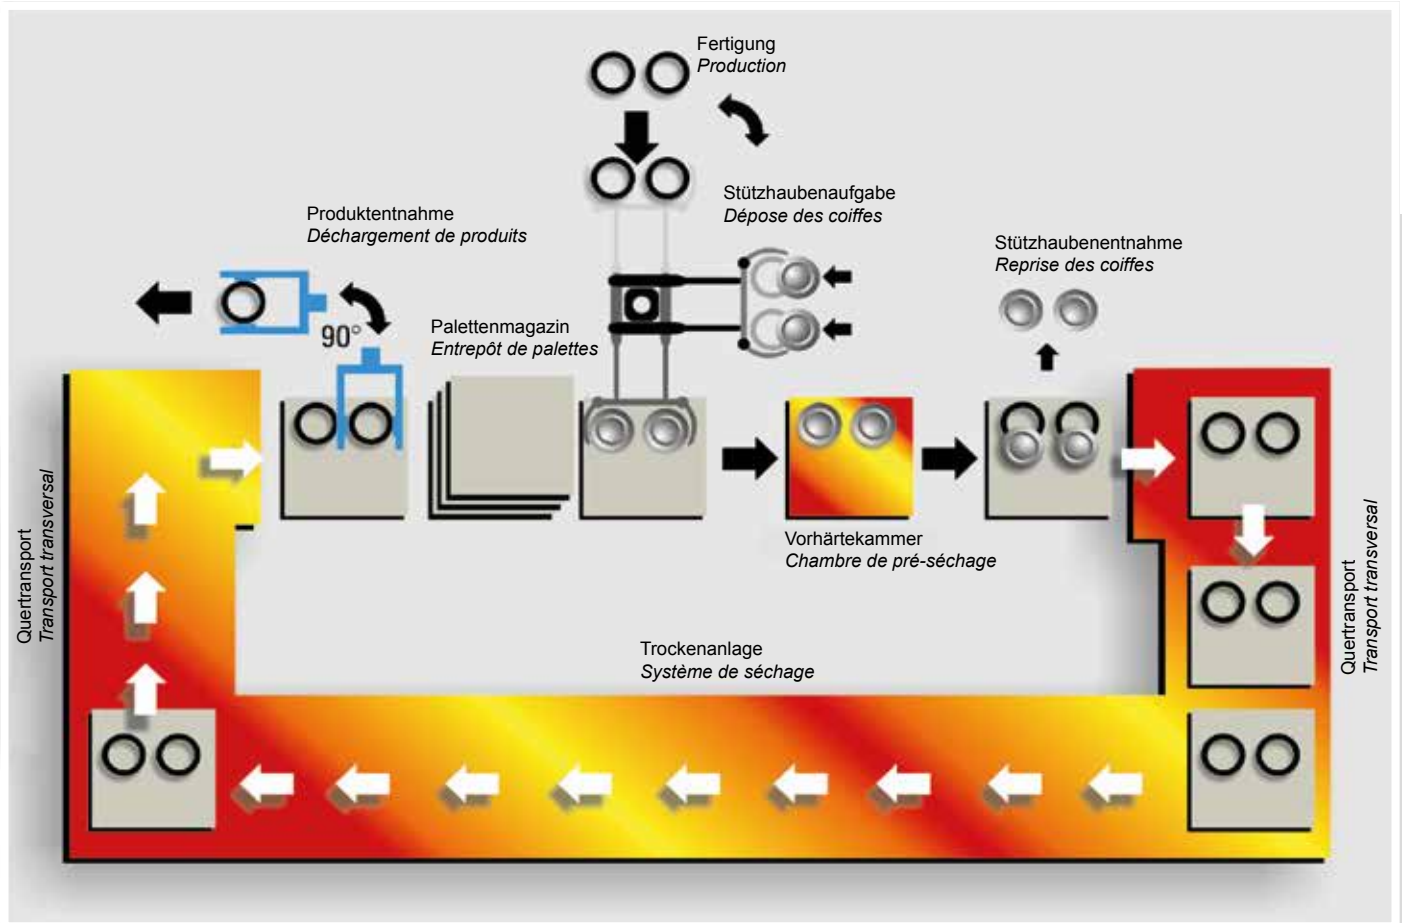 Fertigung
Production
Stützhaubenaufgabe
Dépose des coiffes
Produktentnahme
Déchargement de produits
Stützhaubenentnahme
Reprise des coiffes
90°
Palettenmagazin
Entrepôt de palettes
Vorhärtekammer
Chambre de pré-séchage
Quertransport
Transport transversal
Quertransport
Transport transversal
Trockenanlage
Système de séchage